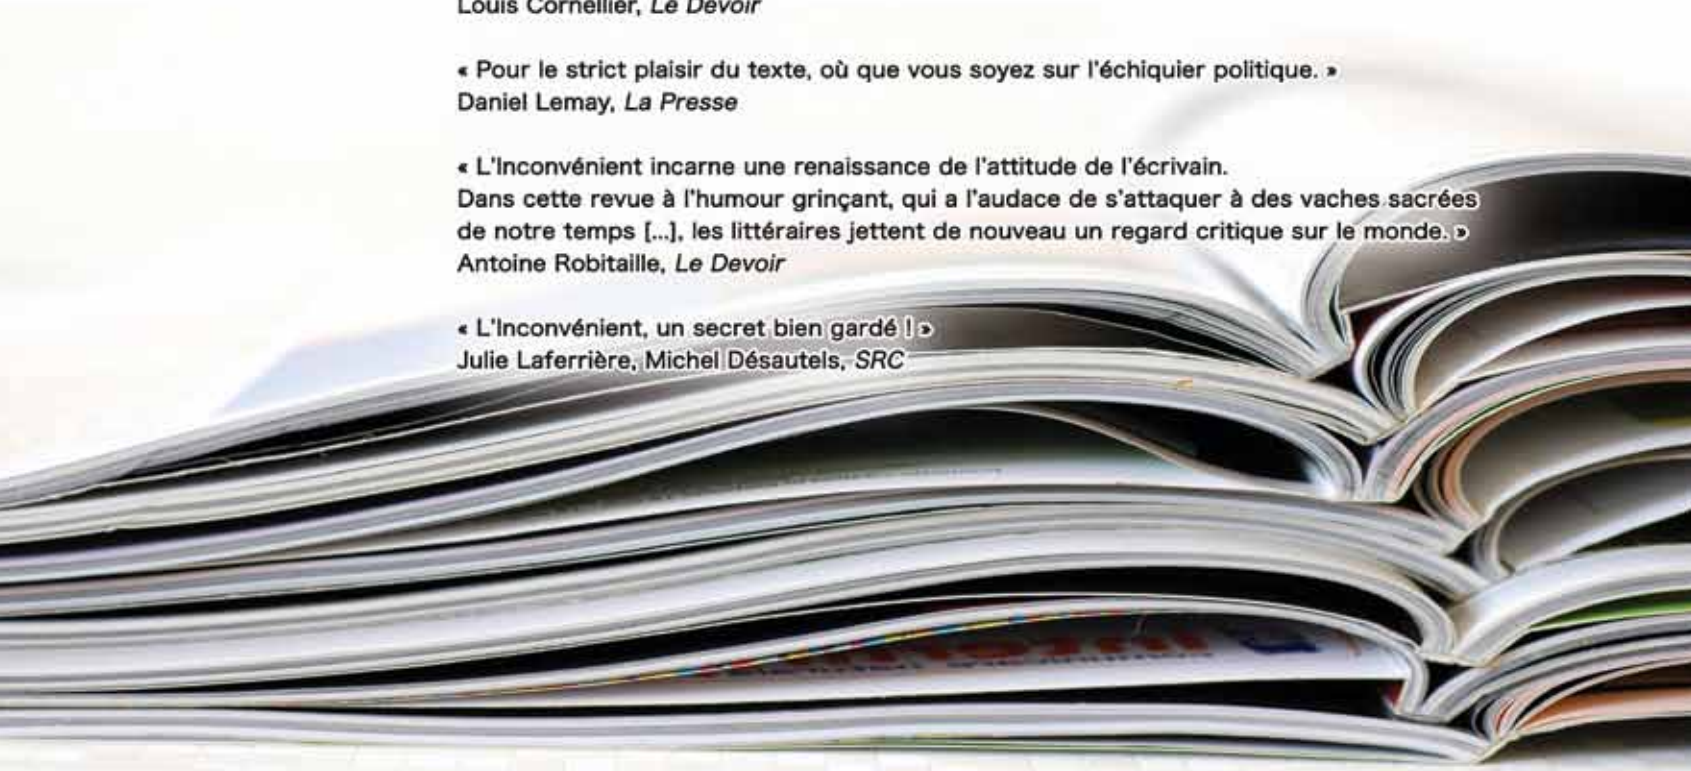 Louis Cornellier, Le Devoir
« Pour le strict plaisir du texte, où que vous soyez sur l'échiquier politique. »
Daniel Lemay, La Presse
« L'Inconvénient incarne une renaissance de l'attitude de l'écrivain.
Dans cette revue à l'humour grinçant, qui a l'audace de s'attaquer à des vaches sacrées
de notre temps [...], les littéraires jettent de nouveau un regard critique sur le monde. »
Antoine Robitaille, Le Devoir
« L'Inconvénient, un secret bien gardé ! »
Julie Laferrière, Michel Désautels, SRC